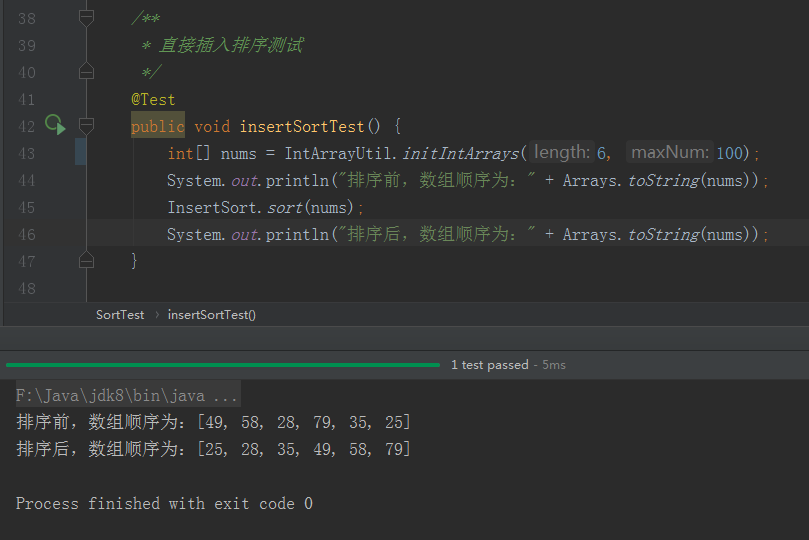 38 /**
39 * 直接插入排序测试
40 */
41 @Test
42 public void insertSortTest() {
43 int[] nums = IntArrayUtil.initIntArrays( length: 6, maxNum: 100);
44 System.out.println("排序前，数组顺序为：" + Arrays.toString(nums));
45 InsertSort.sort(nums);
46 System.out.println("排序后，数组顺序为：" + Arrays.toString(nums));
47 }
48
SortTest › insertSortTest()
1 test passed - 5ms
F:\Java\jdk8\bin\java ...
排序前，数组顺序为：[49, 58, 28, 79, 35, 25]
排序后，数组顺序为：[25, 28, 35, 49, 58, 79]
Process finished with exit code 0